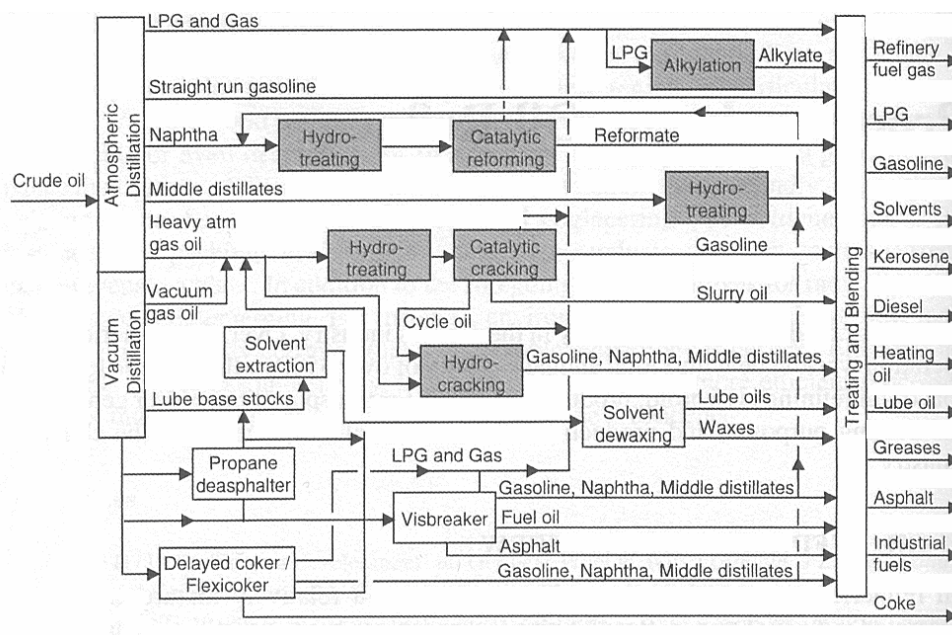 LPG and Gas
LPG
Alkylation
Alkylate
Refinery
fuel gas
Straight run gasoline
LPG
Naphtha
Hydro-
treating
Catalytic
reforming
Reformate
Gasoline
Atmospheric
Distillation
Crude oil
Middle distillates
Hydro-
treating
Solvents
Heavy atm
gas oil
Hydro-
treating
Catalytic
cracking
Gasoline
Kerosene
Vacuum
gas oil
Slurry oil
Diesel
Vacuum
Distillation
Solvent
extraction
Cycle oil
Hydro-
cracking
Gasoline, Naphtha, Middle distillates
Treating and Blending
Heating
oil
Lube base stocks
Solvent
dewaxing
Lube oils
Waxes
Lube oil
Greases
Propane
deasphalter
LPG and Gas
Visbreaker
Gasoline, Naphtha, Middle distillates
Fuel oil
Asphalt
Asphalt
Delayed coker /
Flexicoker
Gasoline, Naphtha, Middle distillates
Industrial
fuels
Coke